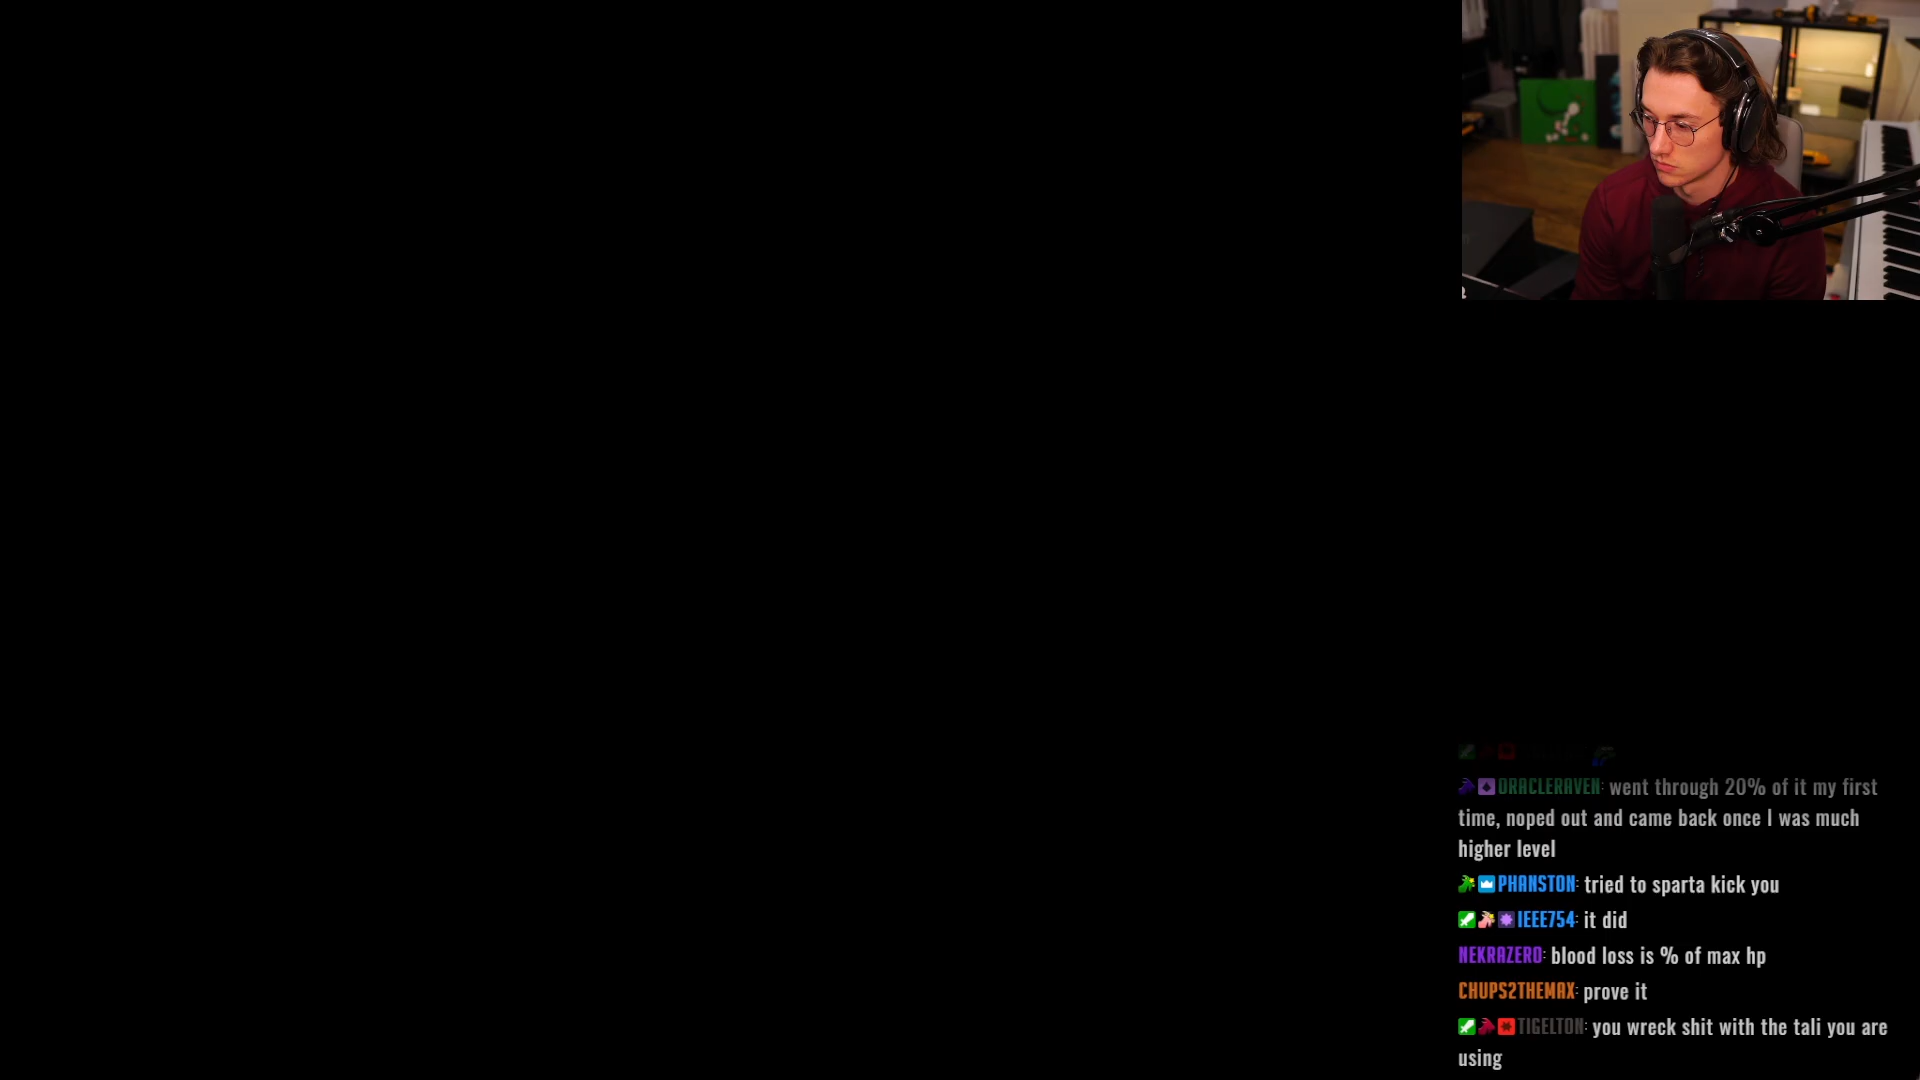 ORACLERAVEN: went through 20% of it my first
time, noped out and came back once I was much
higher level
PHANSTON: tried to sparta kick you
IEEE754: it did
NEKRAZERO: blood loss is % of max hp
CHUPS2THEMAX: prove it
TIGELTON: you wreck shit with the tali you are
using